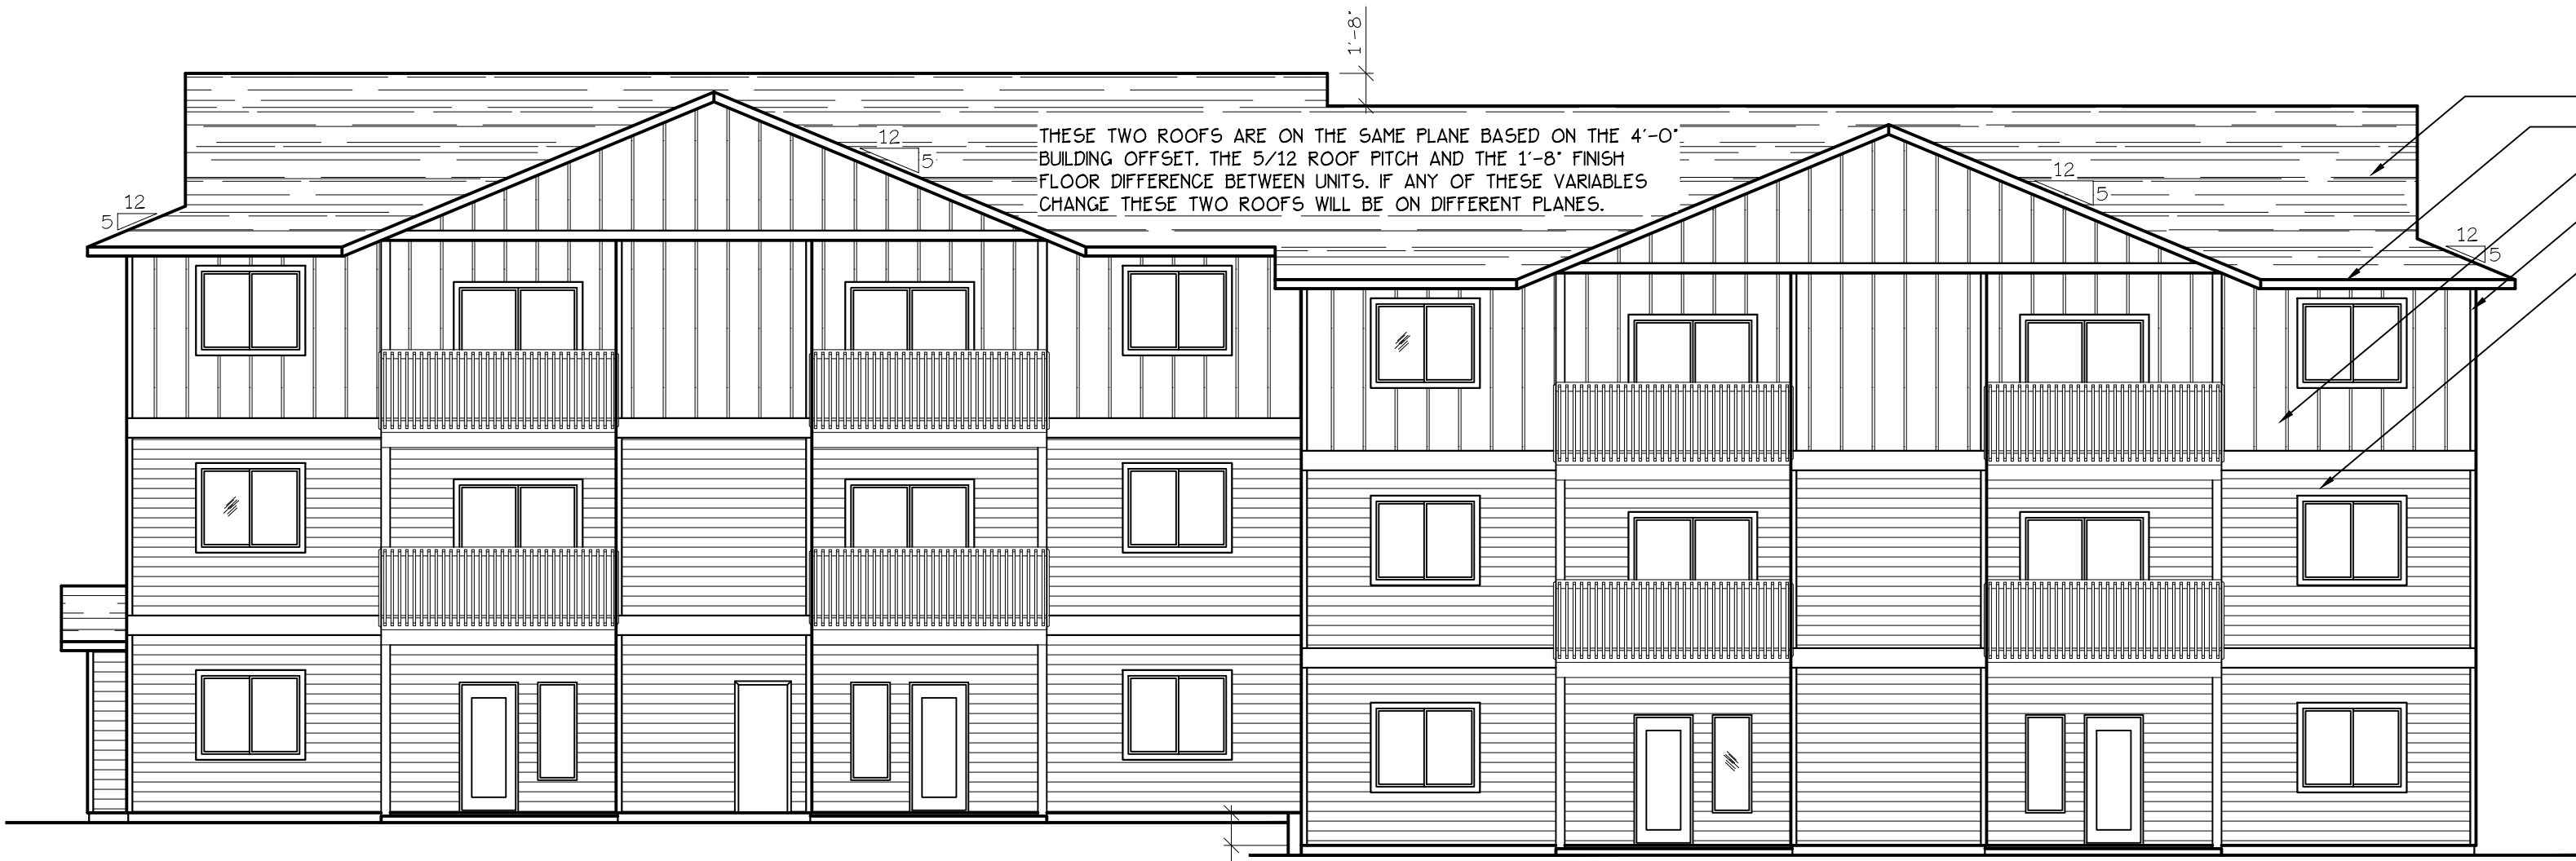 1'-8"
THESE TWO ROOFS ARE ON THE SAME PLANE BASED ON THE 4'-0"
BUILDING OFFSET. THE 5/12 ROOF PITCH AND THE 1'-8" FINISH
FLOOR DIFFERENCE BETWEEN UNITS. IF ANY OF THESE VARIABLES
CHANGE THESE TWO ROOFS WILL BE ON DIFFERENT PLANES.
12
5
12
5
12
5
12
5